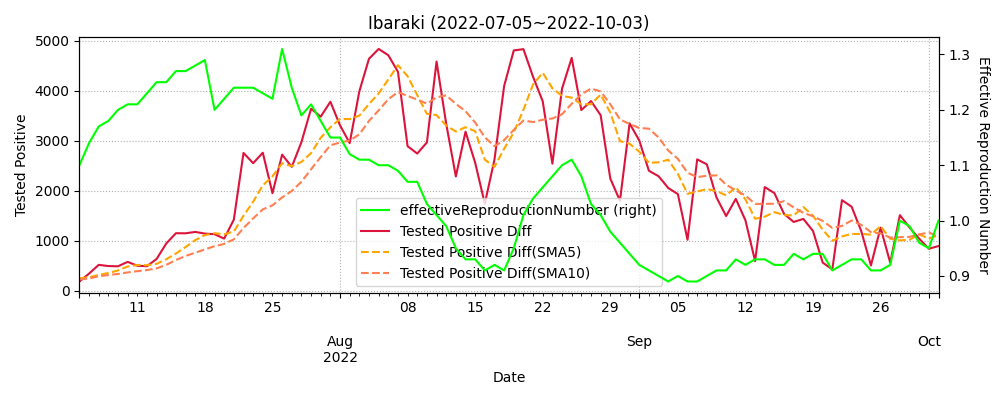 Ibaraki (2022-07-05~2022-10-03)
Tested Positive
5000
4000
3000
2000
1000
0
1.3
1.2
1.1
1.0
0.9
Effective Reproduction Number
effectiveReproductionNumber (right)
Tested Positive Diff
Tested Positive Diff(SMA5)
Tested Positive Diff(SMA10)
11 18 25 08 15 22 29 05 12 19 26
Aug Sep Oct
2022
Date